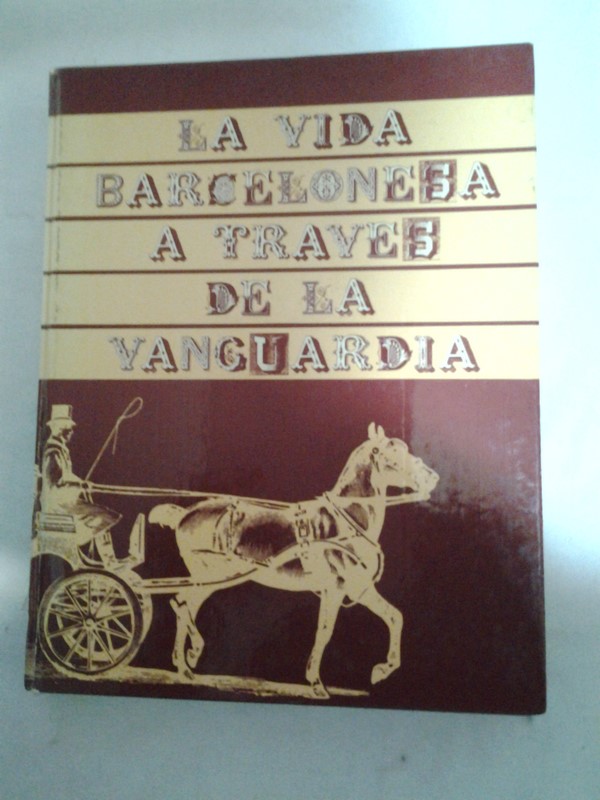 LA VIDA
BARCELONESA
A TRAVES
DE LA
VANGUARDIA